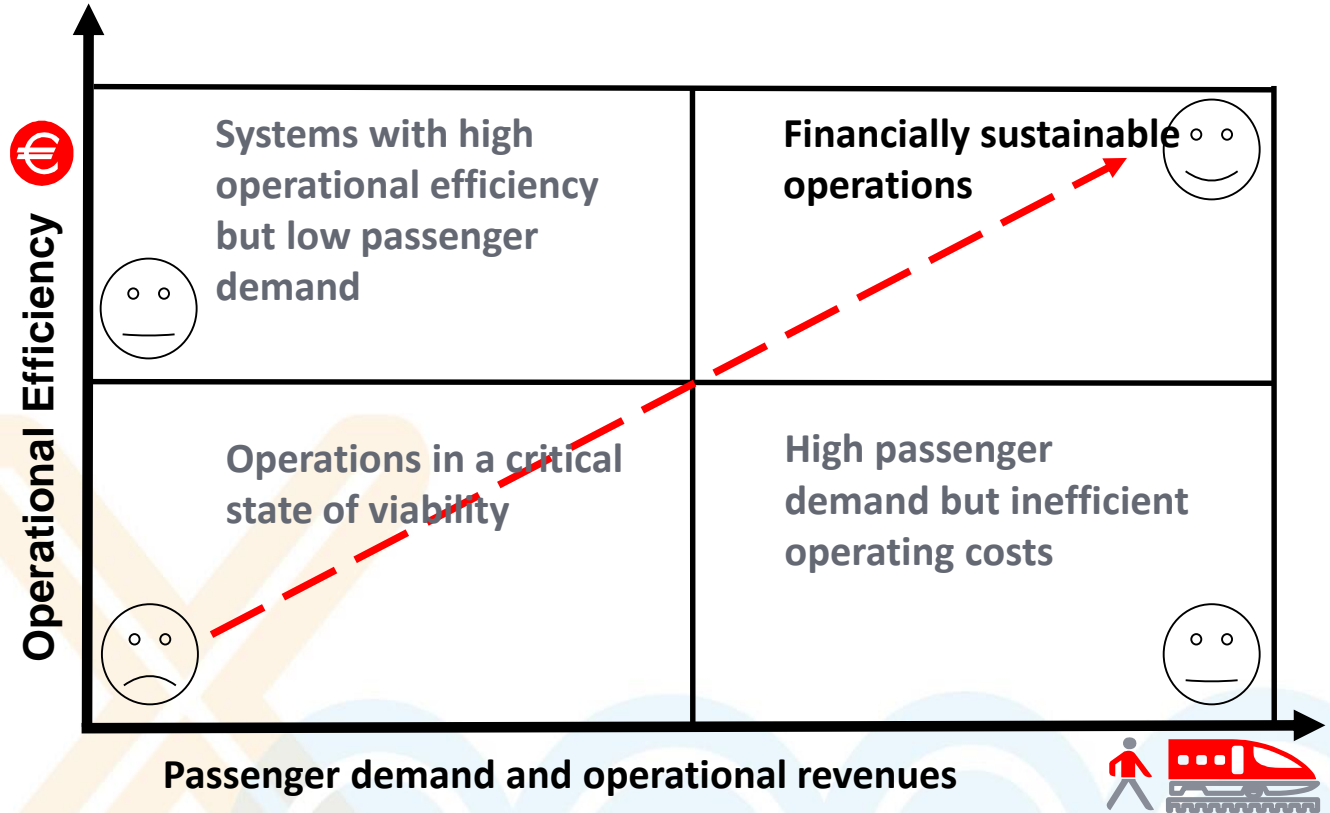 Operational Efficiency
€
Systems with high
operational efficiency
but low passenger
demand
Financially sustainable
operations
Operations in a critical
state of viability
High passenger
demand but inefficient
operating costs
Passenger demand and operational revenues